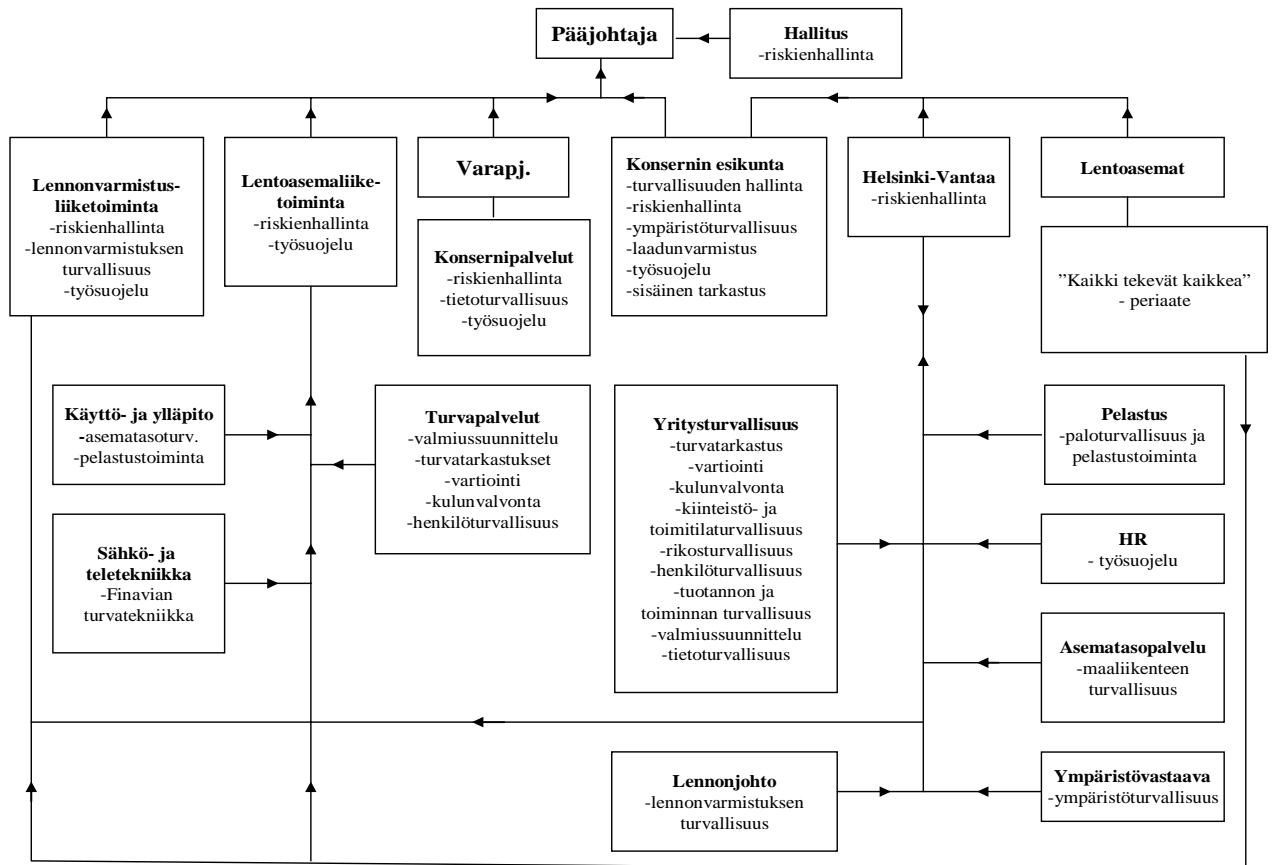 Pääjohtaja
Hallitus
-riskienhallinta
Lennonvarmistus-
liiketoiminta
-riskienhallinta
-lennonvarmistuksen
turvallisuus
-työsuojelu
Lentoasemaliike-
toiminta
-riskienhallinta
-työsuojelu
Varapj.
Konsernipalvelut
-riskienhallinta
-tietoturvallisuus
-työsuojelu
Konsernin esikunta
-turvallisuuden hallinta
-riskienhallinta
-ympäristöturvallisuus
-laadunvarmistus
-työsuojelu
-sisäinen tarkastus
Helsinki-Vantaa
-riskienhallinta
Lentoasemat
”Kaikki tekevät kaikkea”
- periaate
Käyttö- ja ylläpito
-asematasoturv.
-pelastustoiminta
Turvapalvelut
-valmiussuunnittelu
-turvatarkastukset
-vartiointi
-kulunvalvonta
-henkilöturvallisuus
Yritysturvallisuus
-turvatarkastus
-vartiointi
-kulunvalvonta
-kiinteistö- ja
toimitilaturvallisuus
-rikosturvallisuus
-henkilöturvallisuus
-tuotannon ja
toiminnan turvallisuus
-valmiussuunnittelu
-tietoturvallisuus
Pelastus
-paloturvallisuus ja
pelastustoiminta
Sähkö- ja
teletekniikka
-Finavian
turvatekniikka
HR
- työsuojelu
Asematasopalvelu
-maaliikenteen
turvallisuus
Lennonjohto
-lennonvarmistuksen
turvallisuus
Ympäristövastaava
-ympäristöturvallisuus